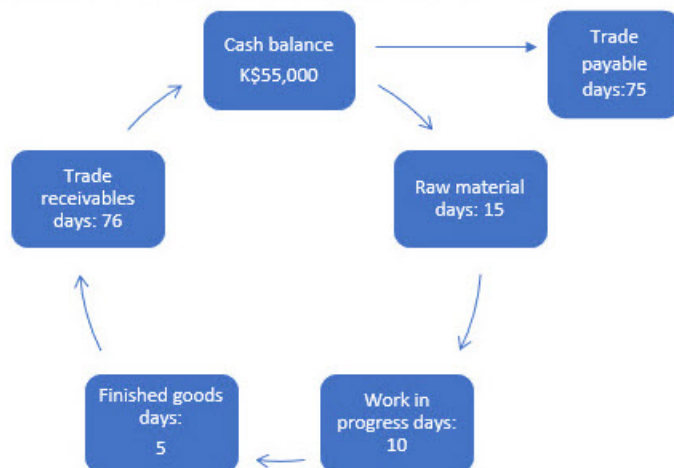 Cash balance
K$55,000
Trade
payable
days:75
Raw material
days: 15
Work in
progress days:
10
Finished goods
days:
5
Trade
receivables
days: 76